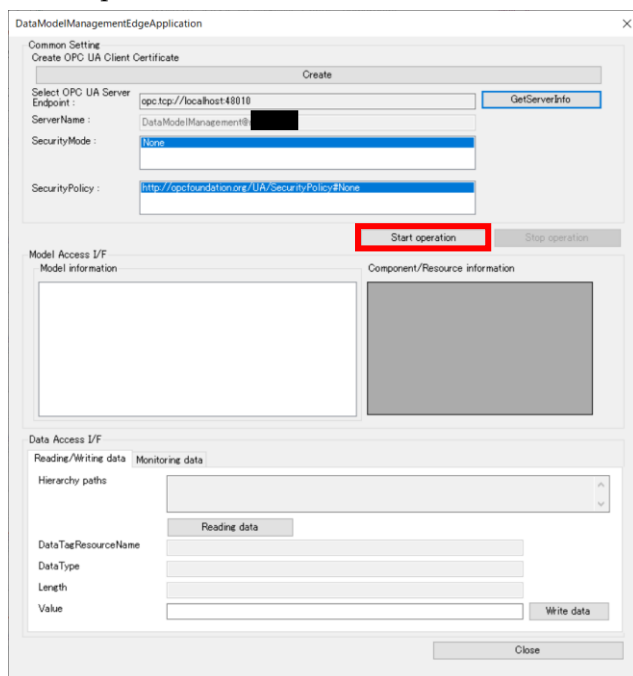 DataModelManagementEdgeApplication
Common Setting
Create OPC UA Client Certificate
Create
Select OPC UA Server
Endpoint :
opc.tcp://localhost:48010
GetServerInfo
ServerName :
DataModelManagement@
SecurityMode :
None
SecurityPolicy :
http://opcfoundation.org/UA/SecurityPolicy#None
Start operation
Stop operation
Model Access I/F
Model information
Component/Resource information
Data Access I/F
Reading/Writing data
Monitoring data
Hierarchy paths
Reading data
DataTagResourceName
DataType
Length
Value
Write data
Close